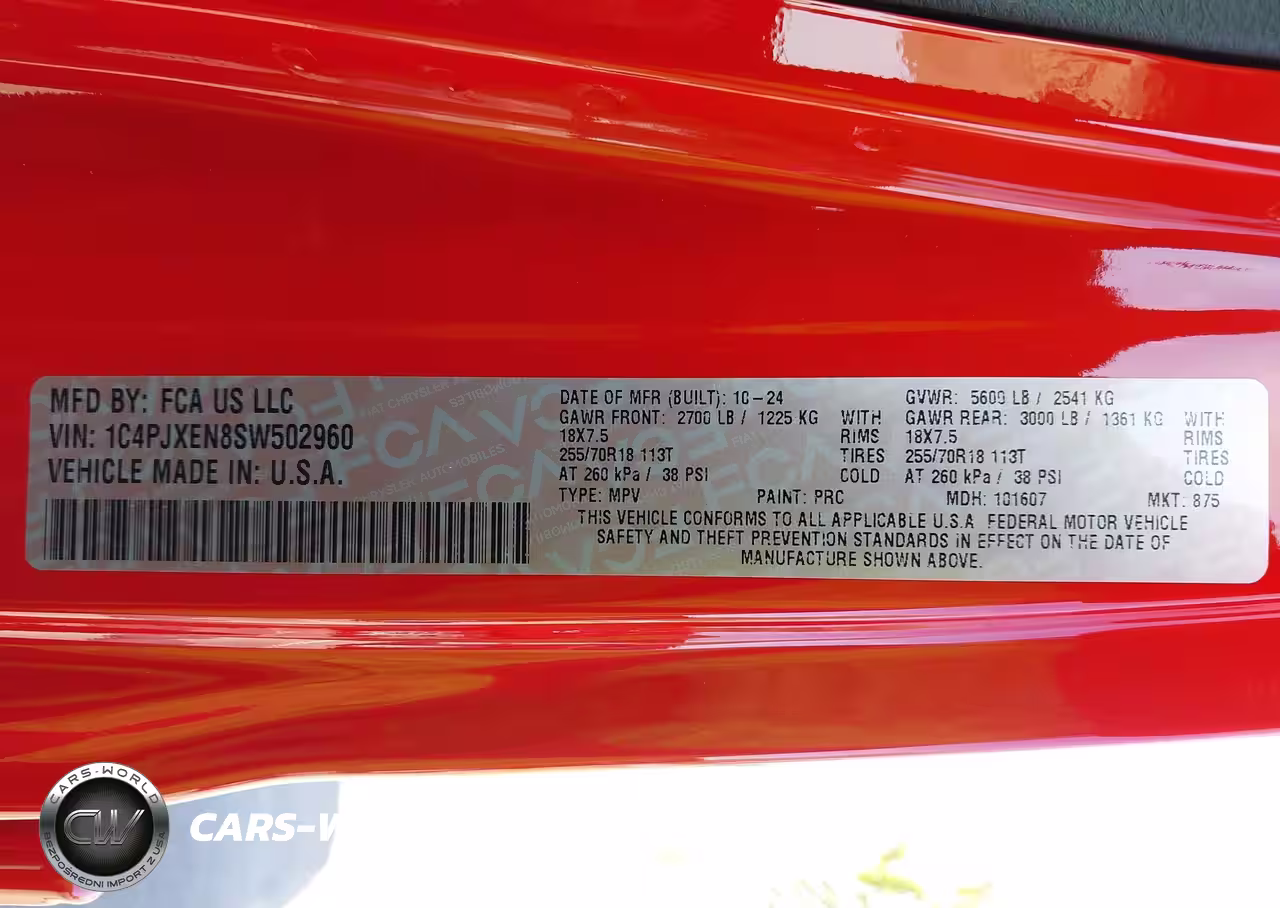 MFD BY: FCA US LLC
VIN: 1C4PJXEN8SW502960
VEHICLE MADE IN: U.S.A.
DATE OF MFR (BUILT): 10-24 GVWR: 5600 LB / 2541 KG
GAWR FRONT: 2700 LB / 1225 KG WITH GAWR REAR: 3000 LB / 1361 KG WITH
18X7.5 RIMS 18X7.5 RIMS
255/70R18 113T TIRES 255/70R18 113T TIRES
AT 260 kPa / 38 PSI COLD AT 260 kPa / 38 PSI COLD
TYPE: MPV PAINT: PRC MDH: 101607 MKT: 875
THIS VEHICLE CONFORMS TO ALL APPLICABLE U.S.A. FEDERAL MOTOR VEHICLE
SAFETY AND THEFT PREVENTION STANDARDS IN EFFECT ON THE DATE OF
MANUFACTURE SHOWN ABOVE.
CARS-WORLD
CW
BEZPOŚREDNI IMPORT Z USA
CARS-W